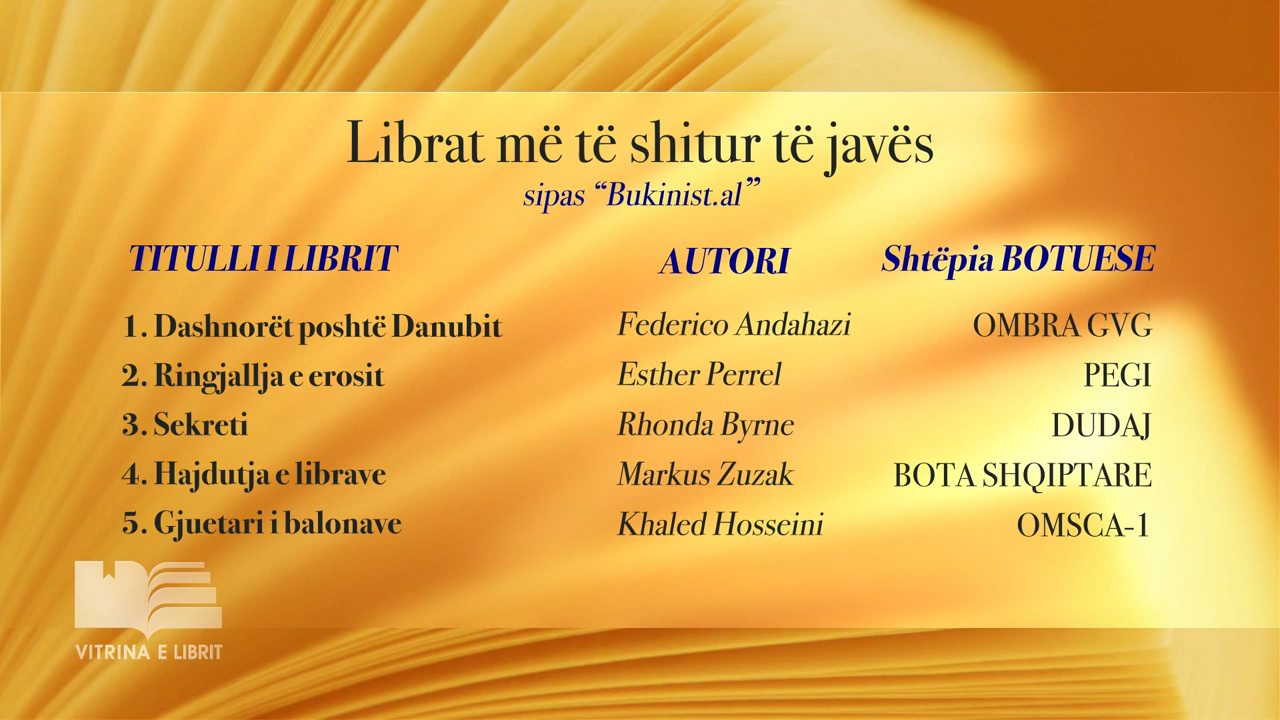 Librat më të shitur të javës
sipas “Bukinist.al”
TITULLI I LIBRIT AUTORI Shtëpia BOTUESE
1. Dashnorët poshtë Danubit Federico Andahazi OMBRA GVG
2. Ringjallja e erosit Esther Perrel PEGI
3. Sekreti Rhonda Byrne DUDAJ
4. Hajdutja e librave Markus Zuzak BOTA SHQIPTARE
5. Gjuetari i balonave Khaled Hosseini OMSCA-1
VITRINA E LIBRIT